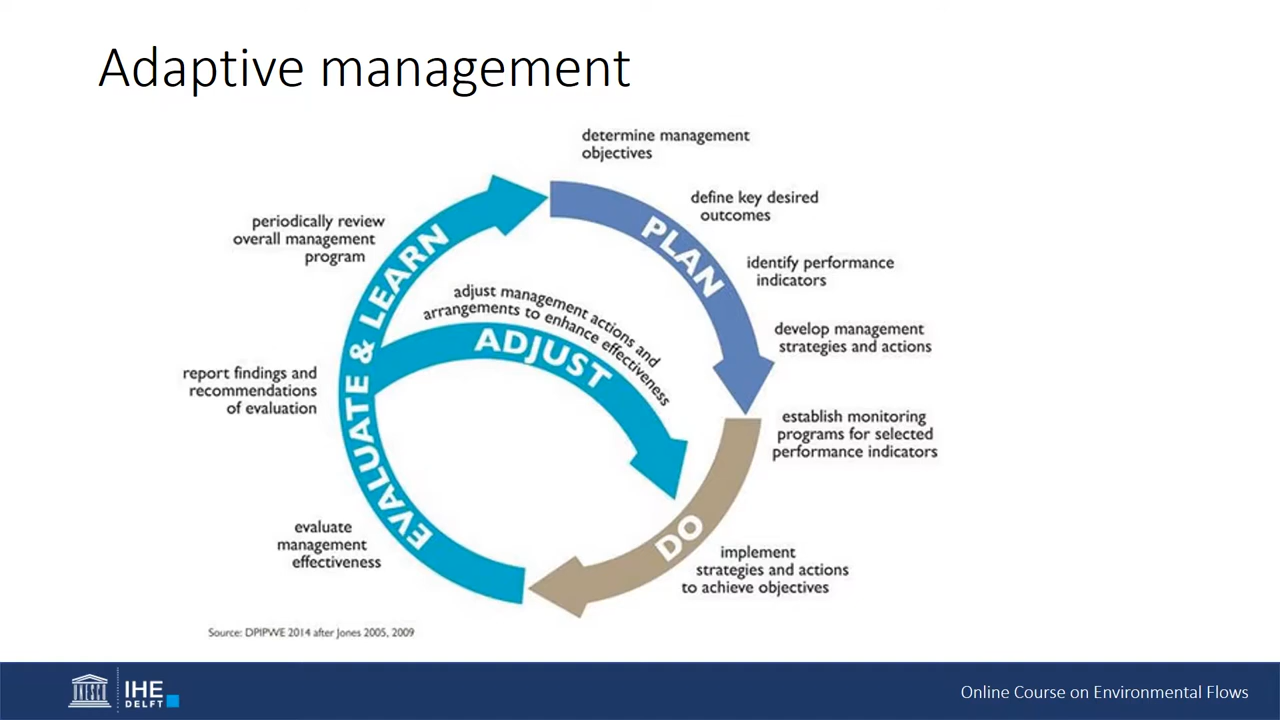 Adaptive management
determine management
objectives
define key desired
outcomes
PLAN
identify performance
indicators
develop management
strategies and actions
establish monitoring
programs for selected
performance indicators
DO
implement
strategies and actions
to achieve objectives
evaluate
management
effectiveness
EVALUATE & LEARN
report findings and
recommendations
of evaluation
periodically review
overall management
program
adjust management actions and
arrangements to enhance effectiveness
ADJUST
Source: DPIPWE 2014 after Jones 2005, 2009
UNESCO
IHE
DELFT
Online Course on Environmental Flows